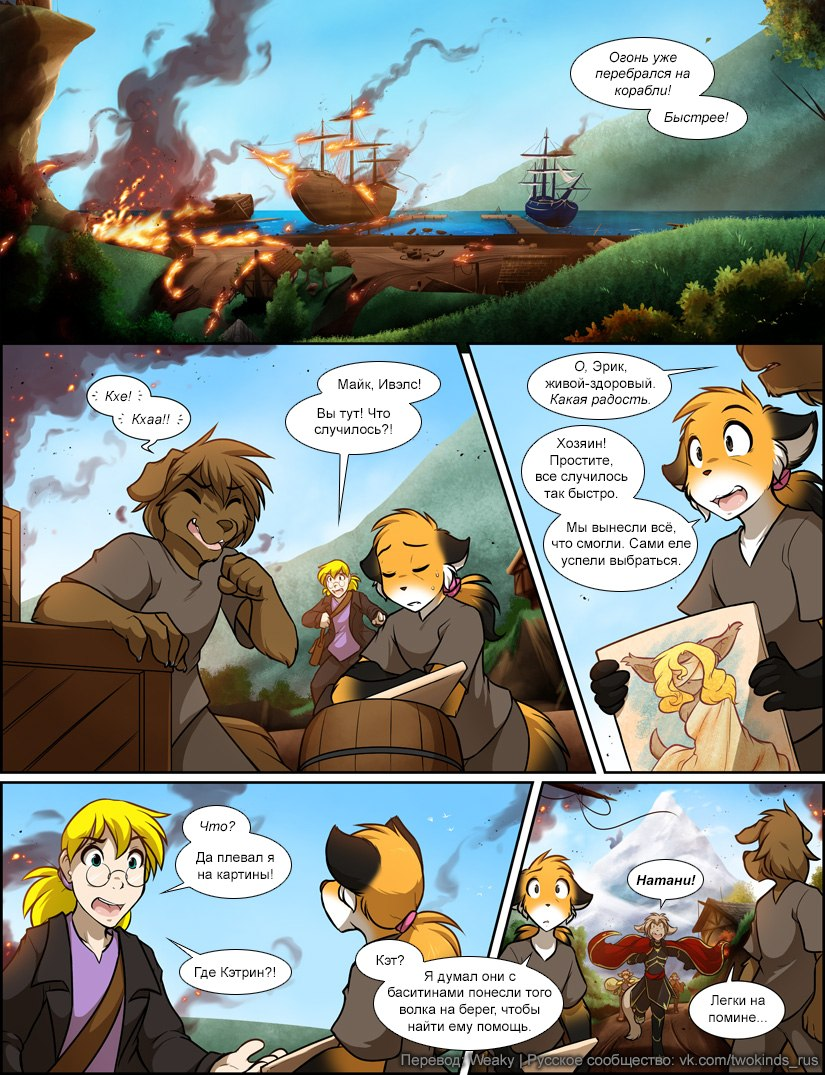 Огонь уже
перебрался на
корабли!
Быстрее!
Кхе!
Кхаа!!
Майк, Ивэлс!
Вы тут! Что
случилось?!
О, Эрик,
живой-здоровый.
Какая радость.
Хозяин!
Простите,
все случилось
так быстро.
Мы вынесли всё,
что смогли. Сами еле
успели выбраться.
Что?
Да плевал я
на картины!
Где Кэтрин?!
Кэт?
Я думал они с
баситинами понесли того
волка на берег, чтобы
найти ему помощь.
Натани!
Легки на
помине...
Перевод: Weaky | Русское сообщество: vk.com/twokinds_rus